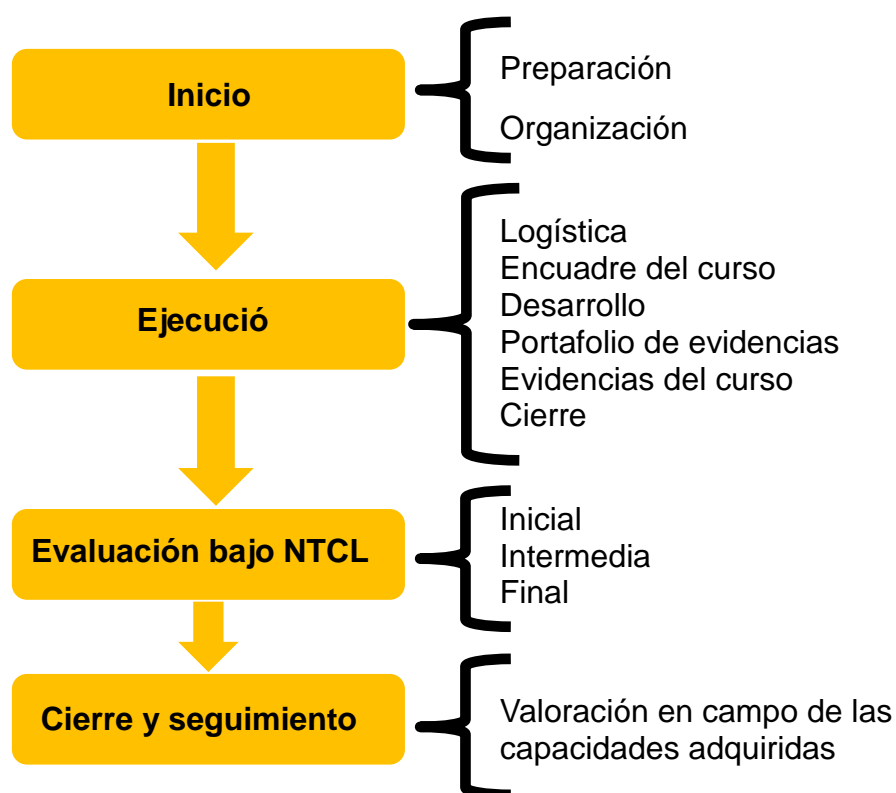 Inicio
Preparación
Organización
Ejecució
Logística
Encuadre del curso
Desarrollo
Portafolio de evidencias
Evidencias del curso
Cierre
Evaluación bajo NTCL
Inicial
Intermedia
Final
Cierre y seguimiento
Valoración en campo de las
capacidades adquiridas